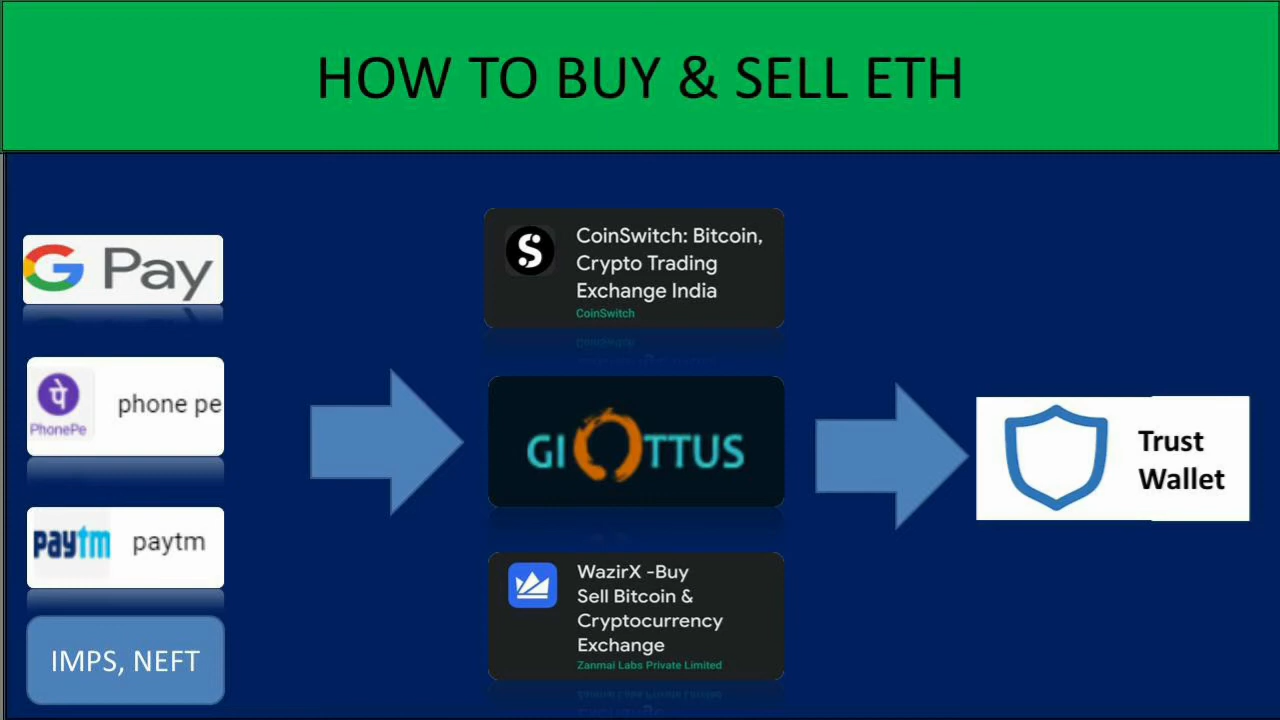 HOW TO BUY & SELL ETH
G Pay
पे
PhonePe
phone pe
paytm
paytm
IMPS, NEFT
CoinSwitch: Bitcoin,
Crypto Trading
Exchange India
CoinSwitch
GIOTTUS
WazirX -Buy
Sell Bitcoin &
Cryptocurrency
Exchange
Zanmai Labs Private Limited
Trust
Wallet